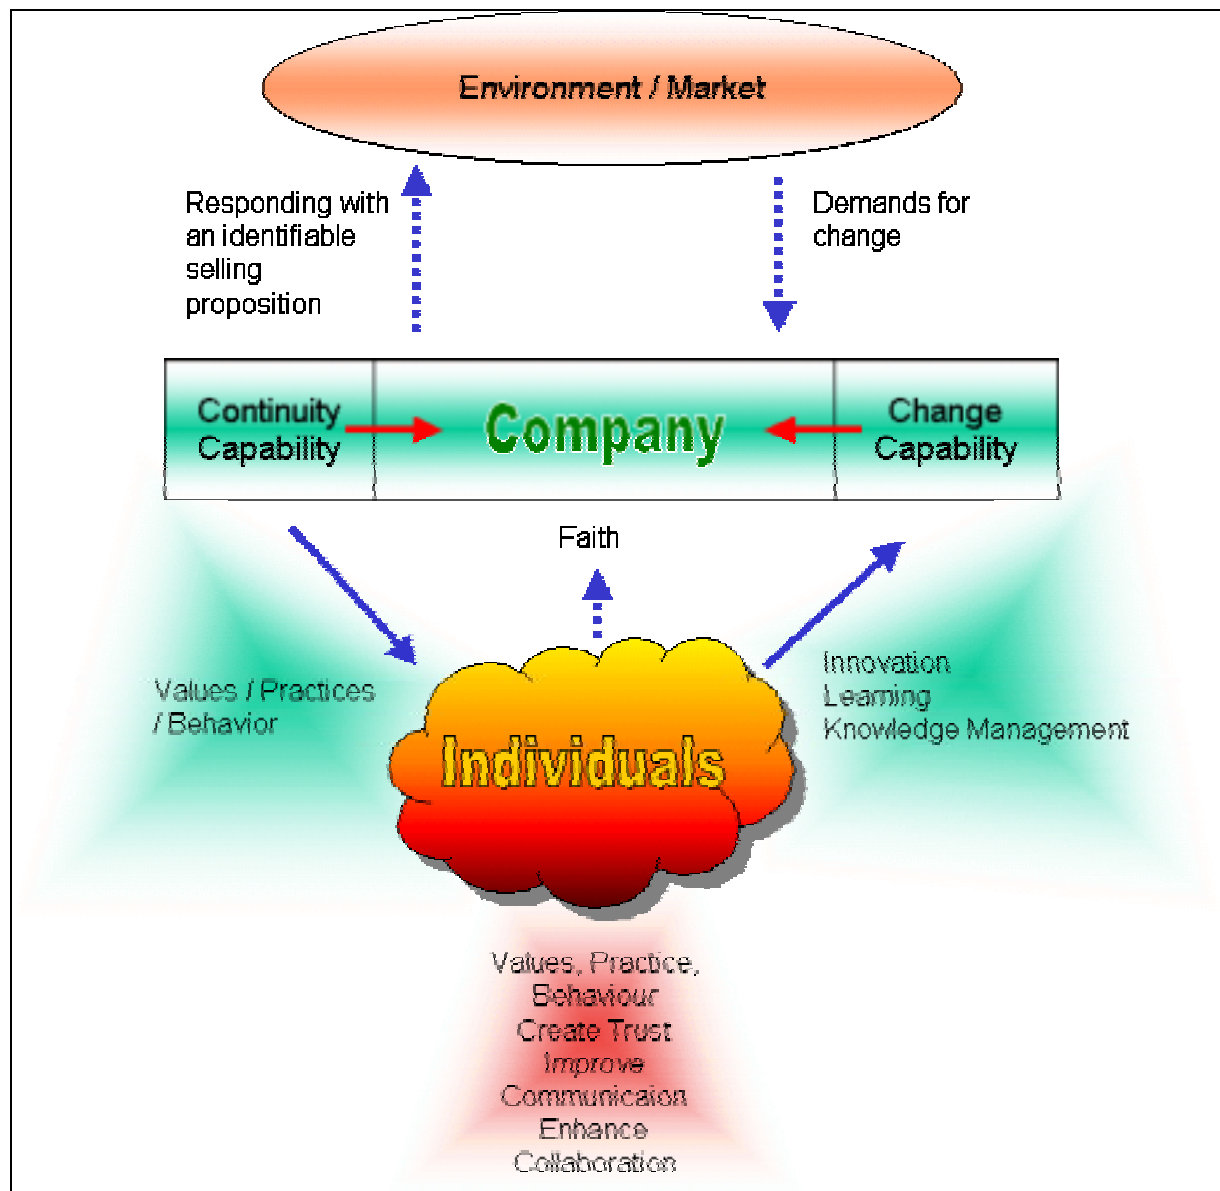 Environment / Market
Responding with
an identifiable
selling
proposition
Demands for
change
Continuity
Capability
Company
Change
Capability
Faith
Values / Practices
/ Behavior
Individuals
Innovation
Learning
Knowledge Management
Values, Practice,
Behaviour
Create Trust
Improve
Communicaion
Enhance
Collaboration